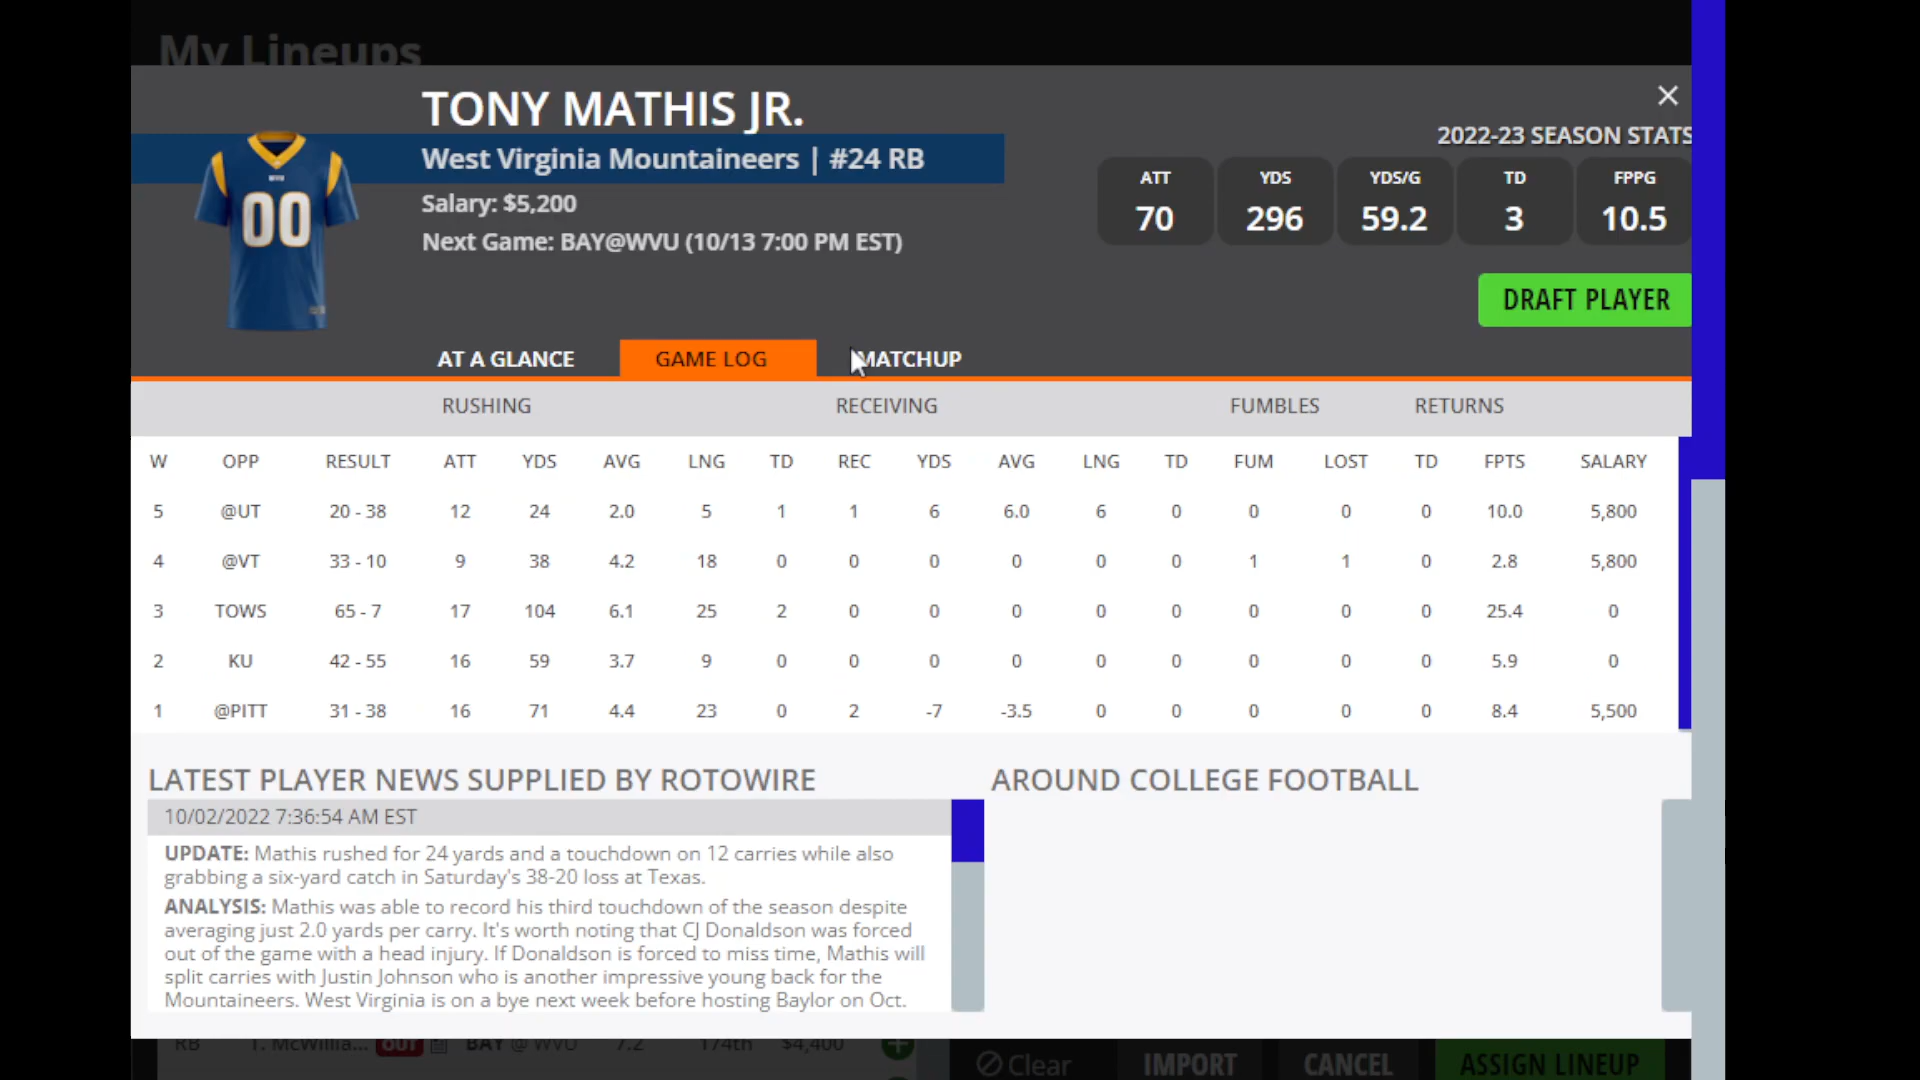 My Lineups
TONY MATHIS JR.
West Virginia Mountaineers | #24 RB
Salary: $5,200
Next Game: BAY@WVU (10/13 7:00 PM EST)
WVU
00
2022-23 SEASON STATS
ATT YDS YDS/G TD FPPG
70 296 59.2 3 10.5
DRAFT PLAYER
AT A GLANCE GAME LOG MATCHUP
RUSHING RECEIVING FUMBLES RETURNS
W OPP RESULT ATT YDS AVG LNG TD REC YDS AVG LNG TD FUM LOST TD FPTS SALARY
5 @UT 20 - 38 12 24 2.0 5 1 1 6 6.0 6 0 0 0 0 10.0 5,800
4 @VT 33 - 10 9 38 4.2 18 0 0 0 0 0 0 1 1 0 2.8 5,800
3 TOWS 65 - 7 17 104 6.1 25 2 0 0 0 0 0 0 0 0 25.4 0
2 KU 42 - 55 16 59 3.7 9 0 0 0 0 0 0 0 0 0 5.9 0
1 @PITT 31 - 38 16 71 4.4 23 0 2 -7 -3.5 0 0 0 0 0 8.4 5,500
LATEST PLAYER NEWS SUPPLIED BY ROTOWIRE
10/02/2022 7:36:54 AM EST
UPDATE: Mathis rushed for 24 yards and a touchdown on 12 carries while also
grabbing a six-yard catch in Saturday's 38-20 loss at Texas.
ANALYSIS: Mathis was able to record his third touchdown of the season despite
averaging just 2.0 yards per carry. It's worth noting that CJ Donaldson was forced
out of the game with a head injury. If Donaldson is forced to miss time, Mathis will
split carries with Justin Johnson who is another impressive young back for the
Mountaineers. West Virginia is on a bye next week before hosting Baylor on Oct.
AROUND COLLEGE FOOTBALL
RB T. McWillia... OUT BAY @ WVU 7.2 174th $4,400
Clear IMPORT CANCEL ASSIGN LINEUP